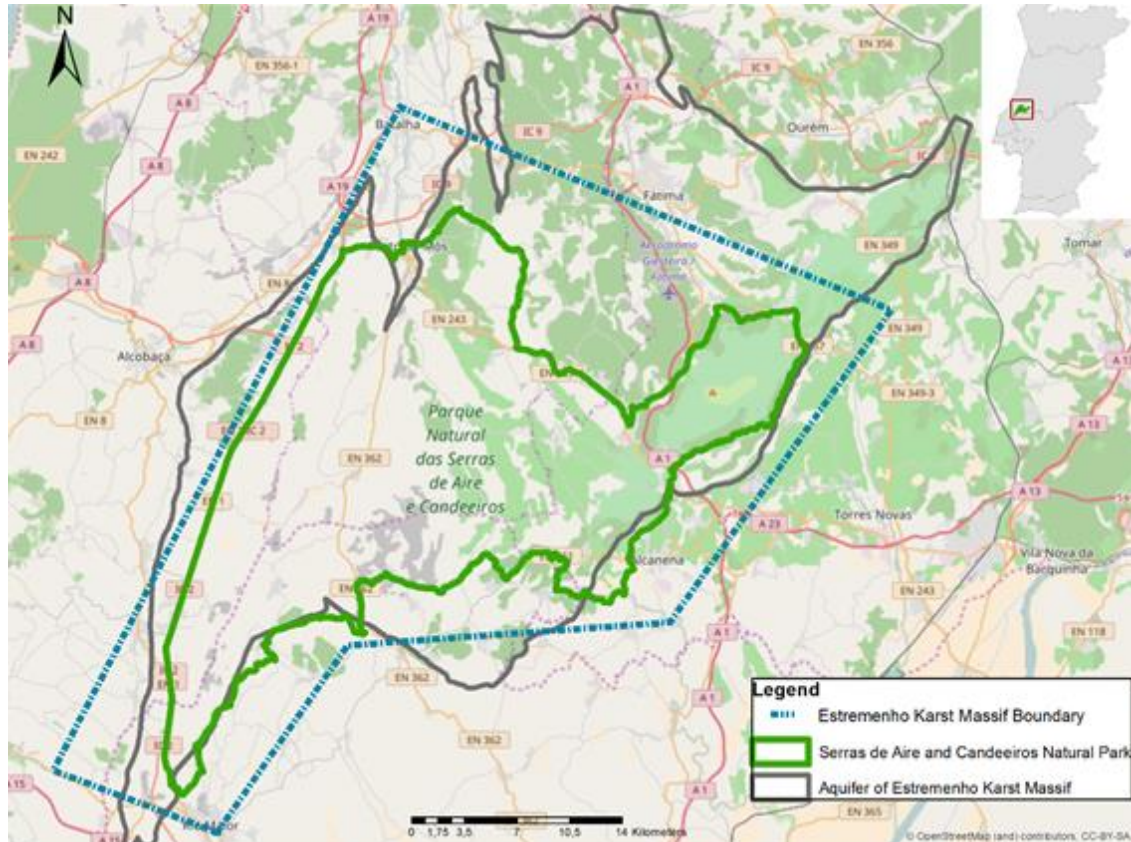 N
A 19
A 1
EN 356
EN 356-1
IC 9
A 8
Batalha
IC 9
Ourém
EN 242
A 8
A 19
IC 9
Fátima
EN 349
Tomar
A 8
EN 243
EN 349
A 8
Alcobaça
EN 349-3
A 13
EN 8
Parque
Natural
das Serras
de Aire
e Candeeiros
EN 362
A 1
A 13
A 23
Torres Novas
Vila Nova da
Barquinha
EN 243
A 1
EN 118
EN 362
A 1
EN 362
A 15
A 1
EN 365
Legend
Estremenho Karst Massif Boundary
Serras de Aire and Candeeiros Natural Park
Aquifer of Estremenho Karst Massif
0 1,75 3,5 7 10,5 14 Kilometers
© OpenStreetMap (and) contributors, CC-BY-SA